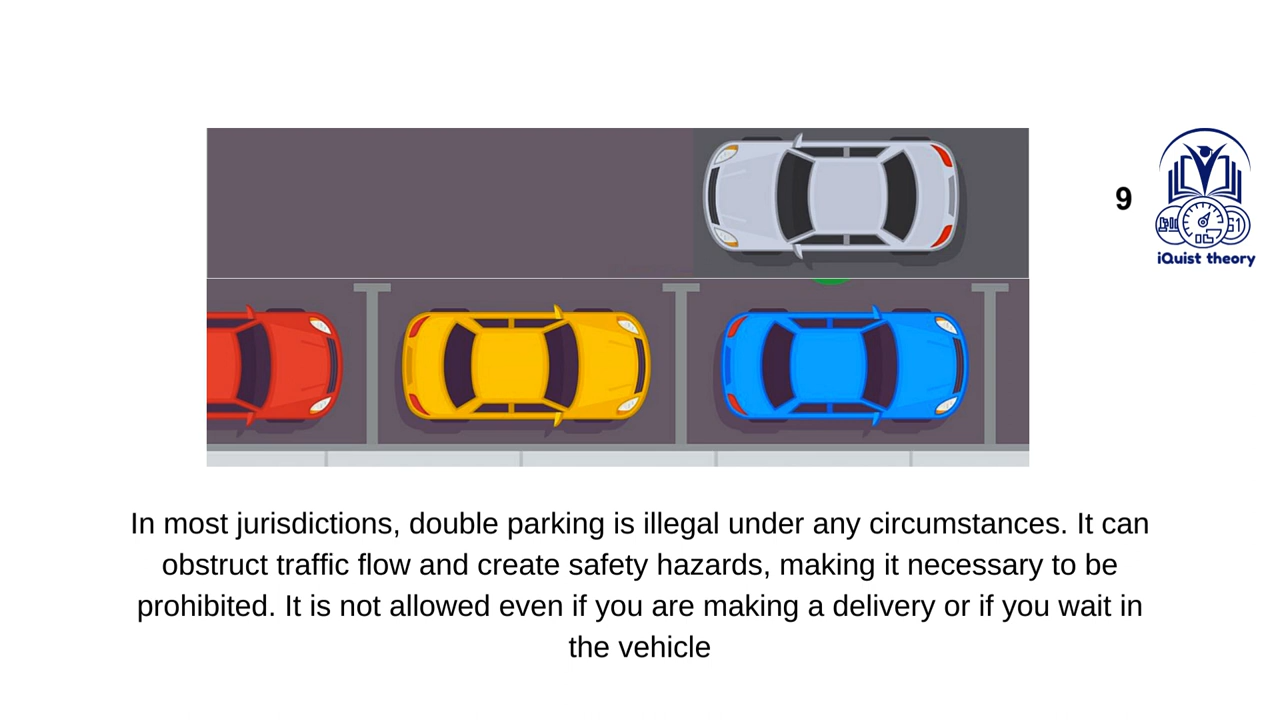 9
iQuist theory
In most jurisdictions, double parking is illegal under any circumstances. It can
obstruct traffic flow and create safety hazards, making it necessary to be
prohibited. It is not allowed even if you are making a delivery or if you wait in
the vehicle